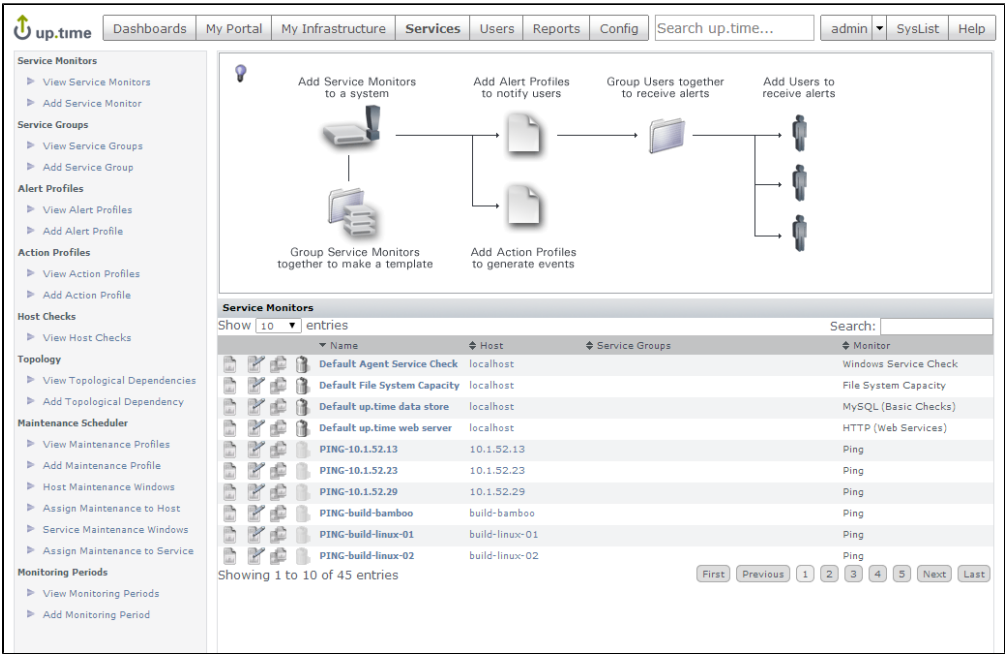 up.time
Dashboards My Portal My Infrastructure Services Users Reports Config Search up.time... admin SysList Help
Service Monitors
View Service Monitors
Add Service Monitor
Service Groups
View Service Groups
Add Service Group
Alert Profiles
View Alert Profiles
Add Alert Profile
Action Profiles
View Action Profiles
Add Action Profile
Host Checks
View Host Checks
Topology
View Topological Dependencies
Add Topological Dependency
Maintenance Scheduler
View Maintenance Profiles
Add Maintenance Profile
Host Maintenance Windows
Assign Maintenance to Host
Service Maintenance Windows
Assign Maintenance to Service
Monitoring Periods
View Monitoring Periods
Add Monitoring Period
Add Service Monitors
to a system
Add Alert Profiles
to notify users
Group Users together
to receive alerts
Add Users to
receive alerts
Group Service Monitors
together to make a template
Add Action Profiles
to generate events
Service Monitors
Show 10 entries Search:
Name Host Service Groups Monitor
Default Agent Service Check localhost Windows Service Check
Default File System Capacity localhost File System Capacity
Default up.time data store localhost MySQL (Basic Checks)
Default up.time web server localhost HTTP (Web Services)
PING-10.1.52.13 10.1.52.13 Ping
PING-10.1.52.23 10.1.52.23 Ping
PING-10.1.52.29 10.1.52.29 Ping
PING-build-bamboo build-bamboo Ping
PING-build-linux-01 build-linux-01 Ping
PING-build-linux-02 build-linux-02 Ping
Showing 1 to 10 of 45 entries First Previous 1 2 3 4 5 Next Last